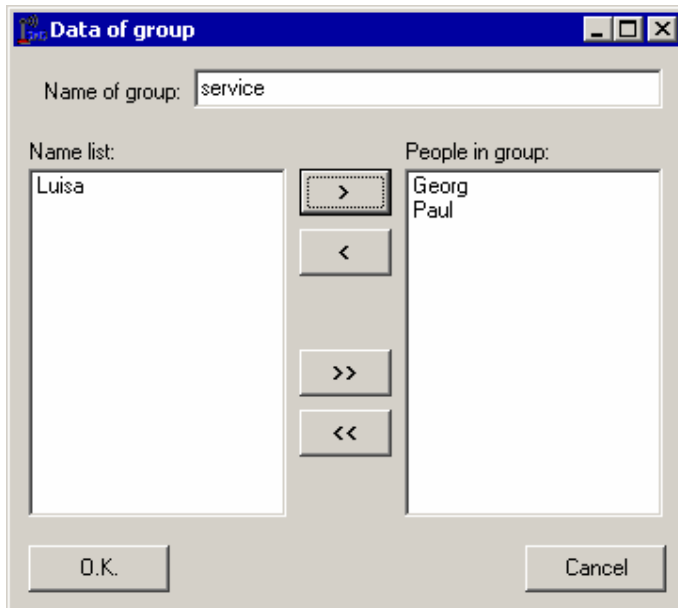 Data of group
Name of group: service
Name list:
People in group:
Luisa
Georg
Paul
>
<
>>
<<
O.K.
Cancel